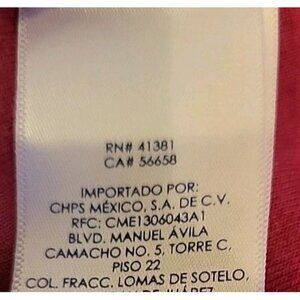 RN# 41381
CA# 56658
IMPORTADO POR:
CHPS MÉXICO, S.A. DE C.V.
RFC: CME1306043A1
BLVD. MANUEL ÁVILA
CAMACHO NO. 5, TORRE C,
PISO 22
COL. FRACC. LOMAS DE SOTELO,
JUÁREZ